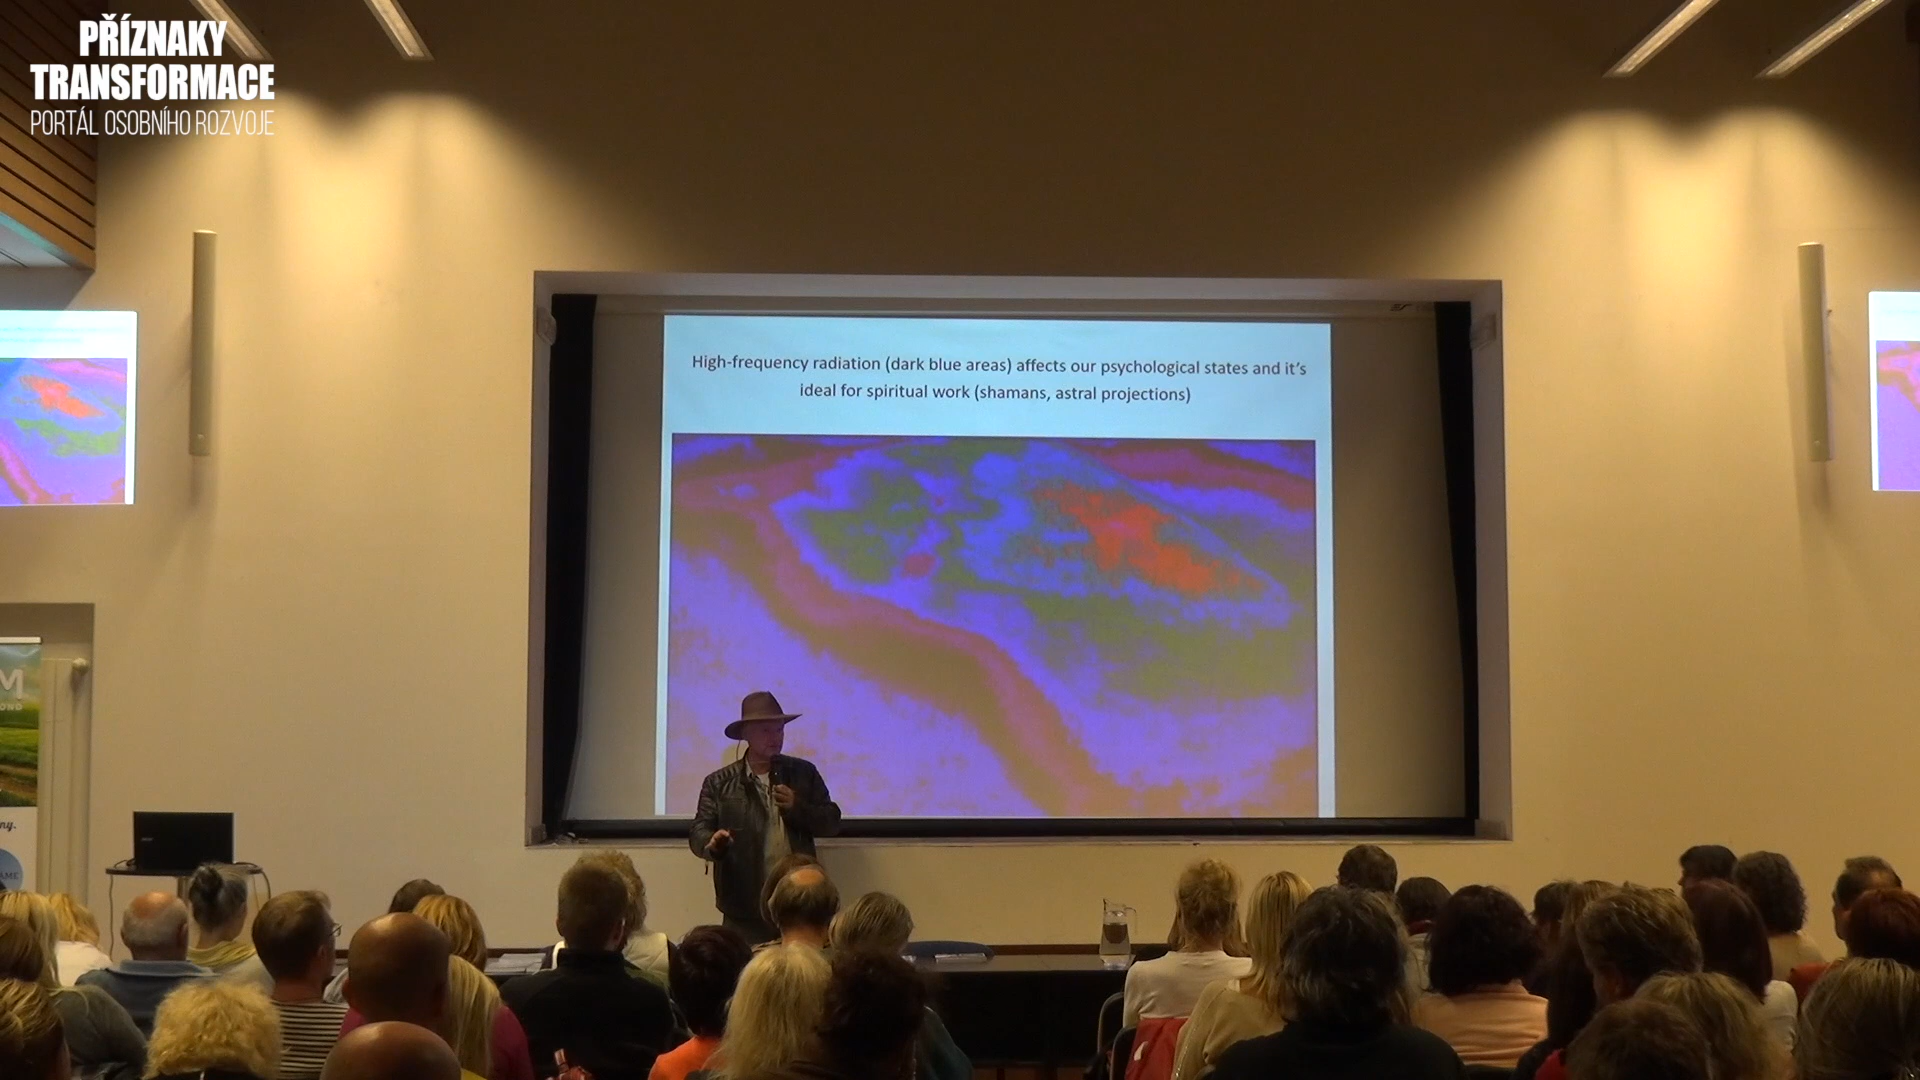 PŘÍZNAKY
TRANSFORMACE
PORTÁL OSOBNÍHO ROZVOJE
High-frequency radiation (dark blue areas) affects our psychological states and it's
ideal for spiritual work (shamans, astral projections)